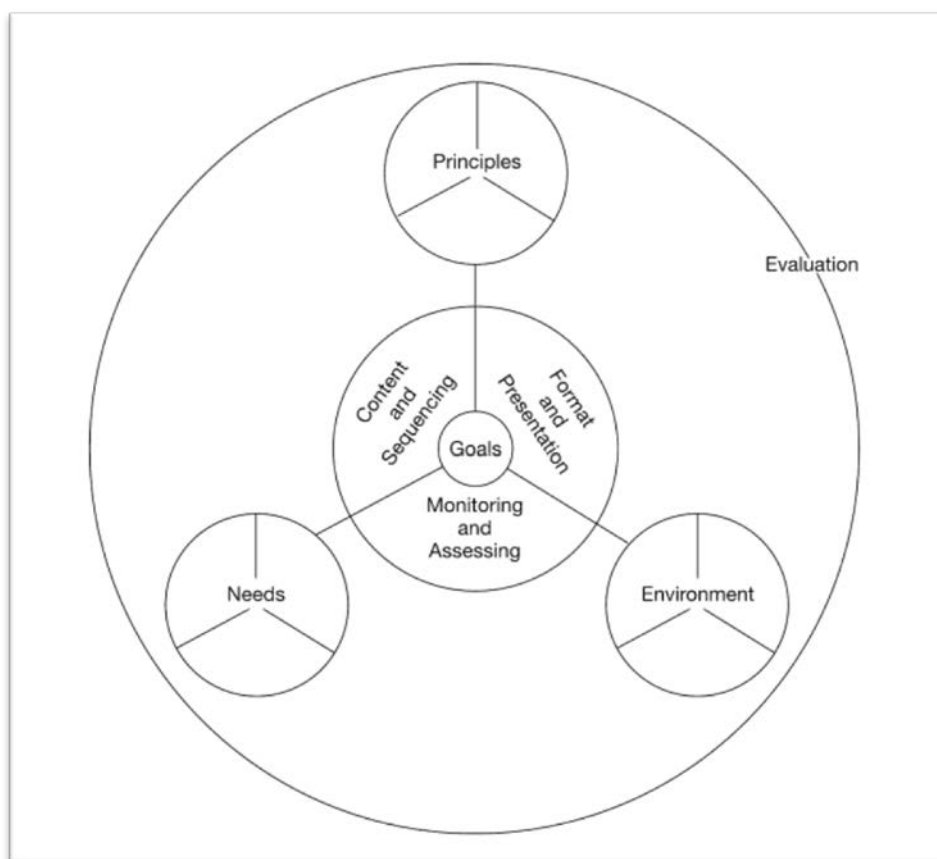 Principles
Evaluation
Content
and
Sequencing
Format
and
Presentation
Goals
Monitoring
and
Assessing
Needs
Environment